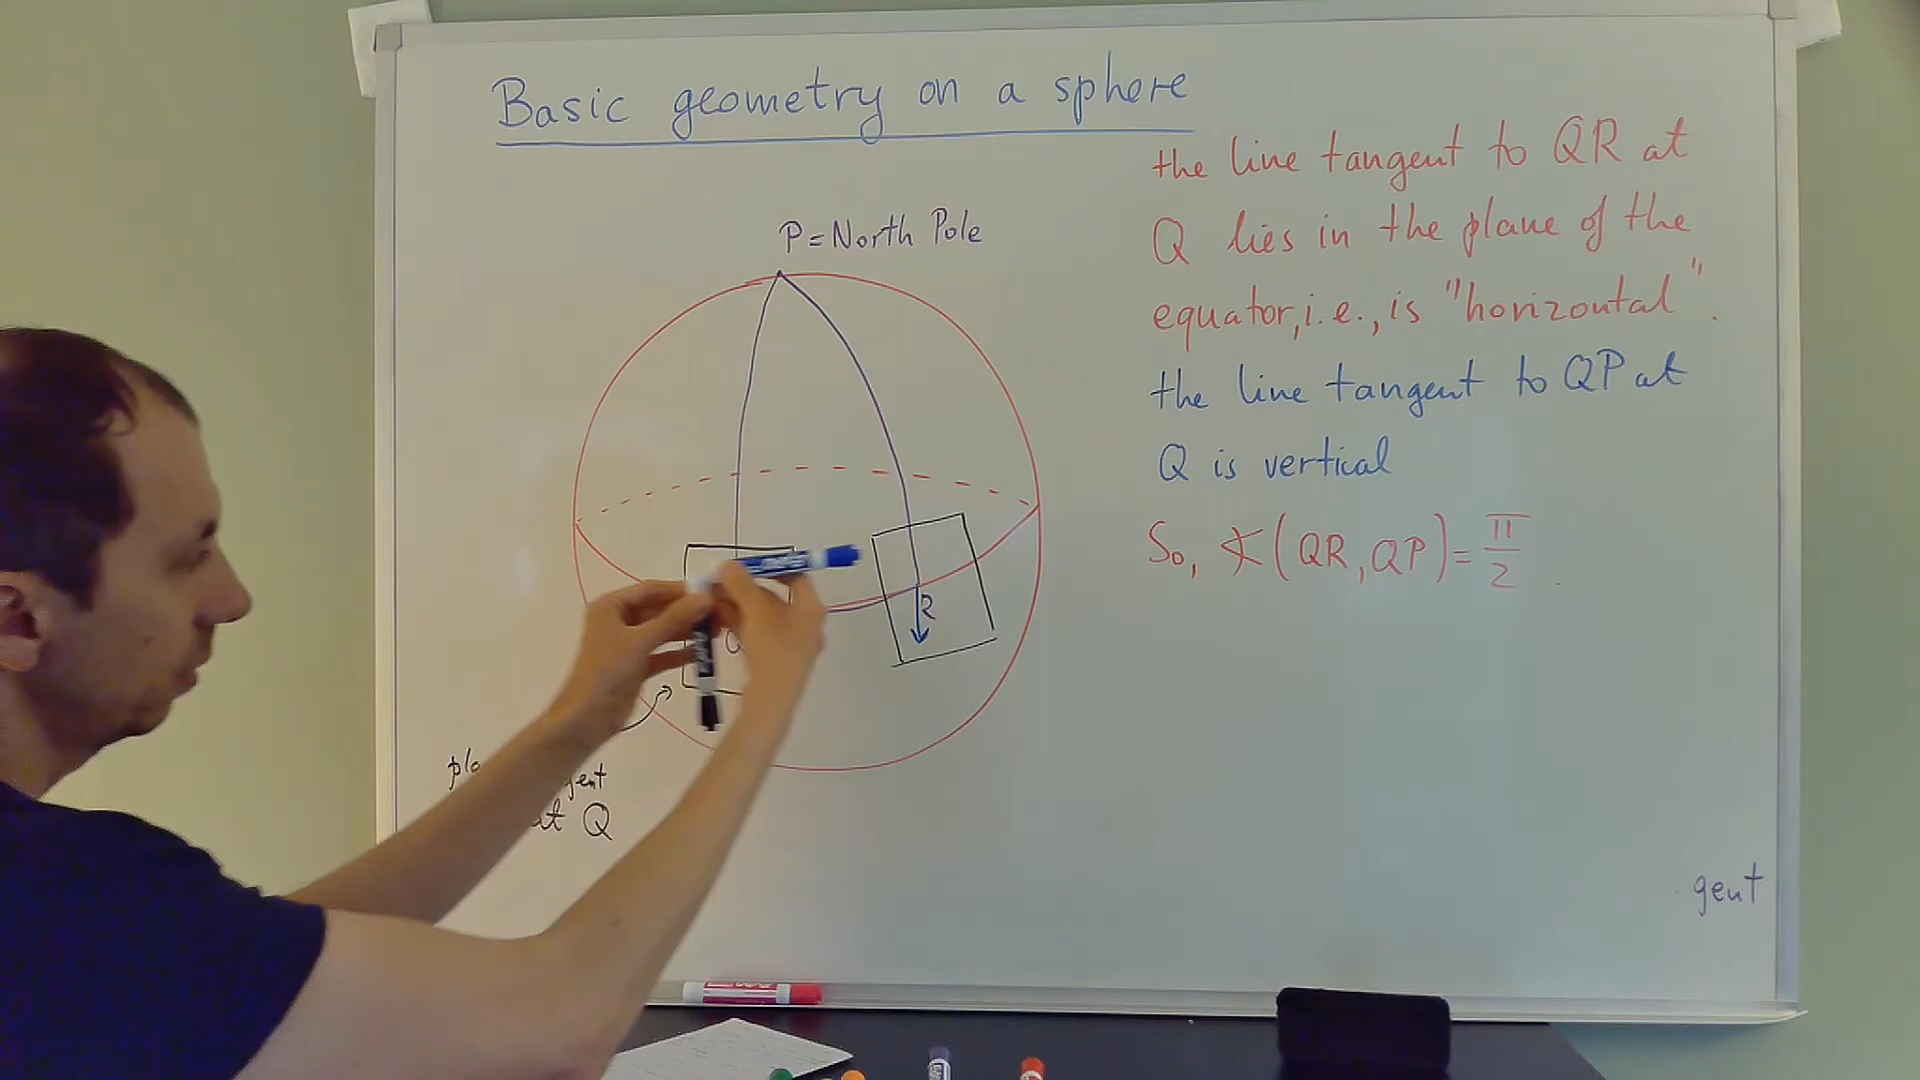 Basic geometry on a sphere
P = North Pole
R
at Q
the line tangent to QR at
Q lies in the plane of the
equator, i.e., is "horizontal".
the line tangent to QP at
Q is vertical
So, ∢(QR, QP) = π/2
gent